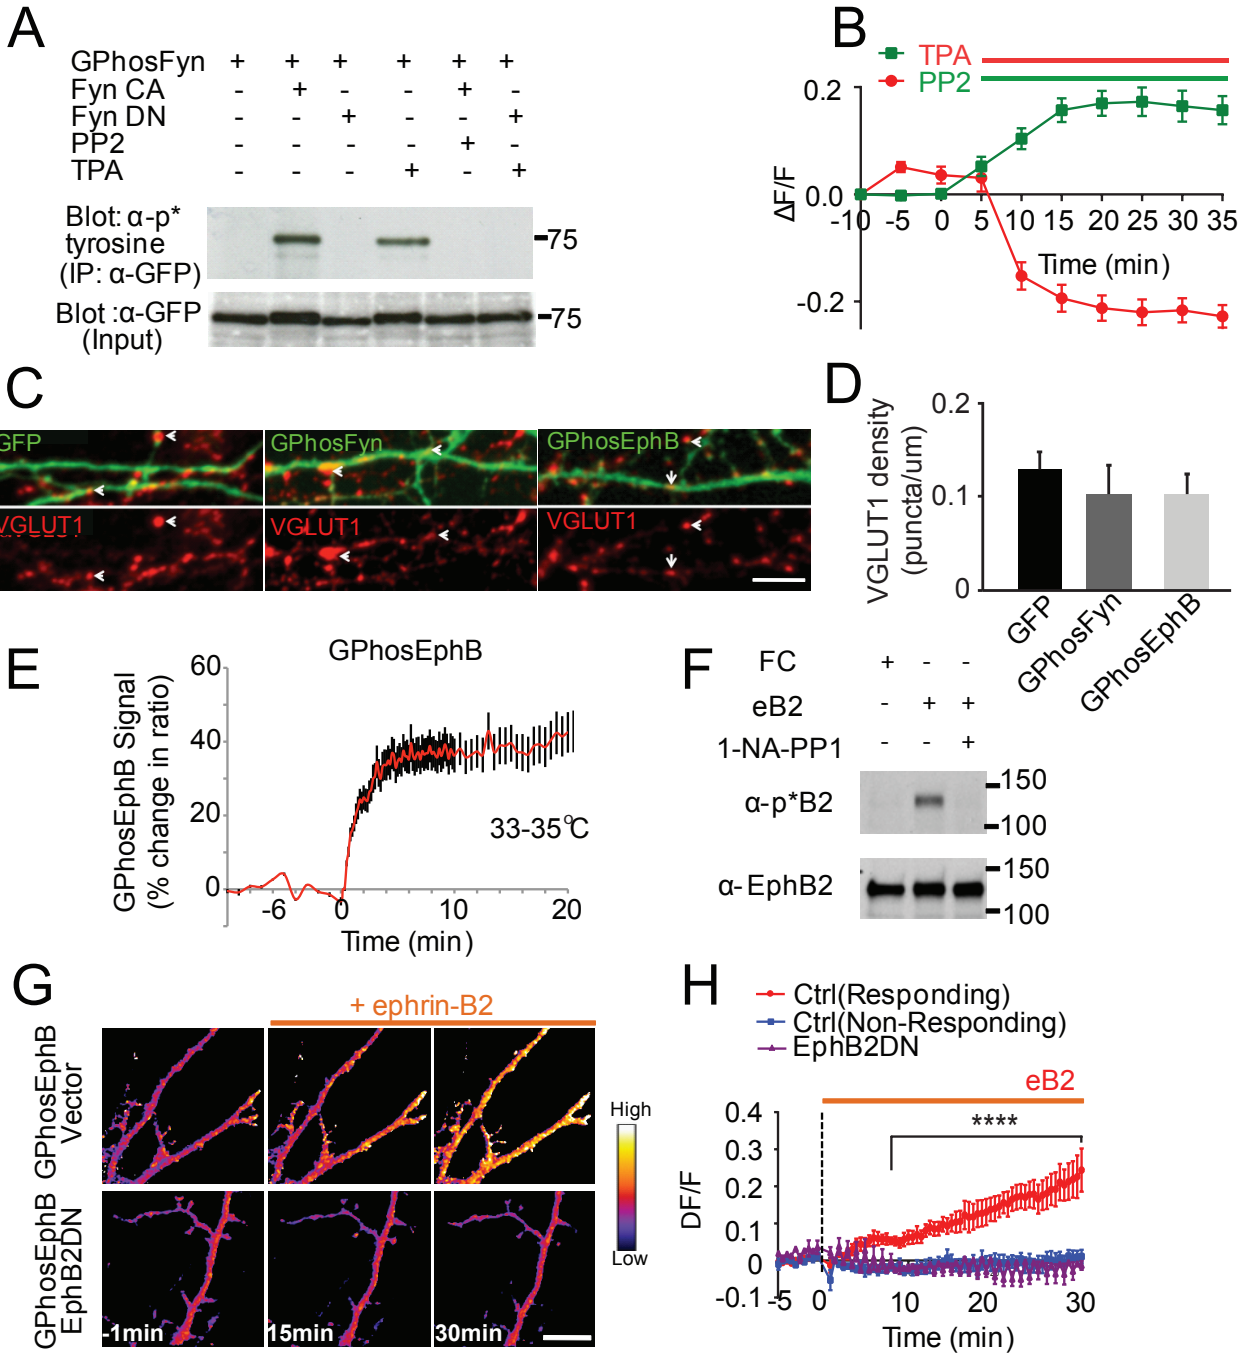 A
GPhosFyn + + + + + +
Fyn CA - + - - + -
Fyn DN - - + - - +
PP2 - - - - + -
TPA - - - + - +
Blot: α-p*
tyrosine
(IP: α-GFP)
75
Blot :α-GFP
(Input)
75
B
TPA
PP2
0.2
0.0
-0.2
ΔF/F
-10 -5 0 5 10 15 20 25 30 35
Time (min)
C
GFP
GPhosFyn
GPhosEphB
VGLUT1
VGLUT1
VGLUT1
D
VGLUT1 density
(puncta/um)
0.2
0.1
0
GFP
GPhosFyn
GPhosEphB
E
GPhosEphB
GPhosEphB Signal
(% change in ratio)
60
40
20
0
33-35°C
-6 0 10 20
Time (min)
F
FC + - -
eB2 - + +
1-NA-PP1 - - +
α-p*B2
150
100
α-EphB2
150
100
G
+ ephrin-B2
GPhosEphB
Vector
GPhosEphB
EphB2DN
-1min
15min
30min
High
Low
H
Ctrl(Responding)
Ctrl(Non-Responding)
EphB2DN
eB2
****
DF/F
0.4
0.3
0.2
0.1
0
-0.1
-5 0 10 20 30
Time (min)